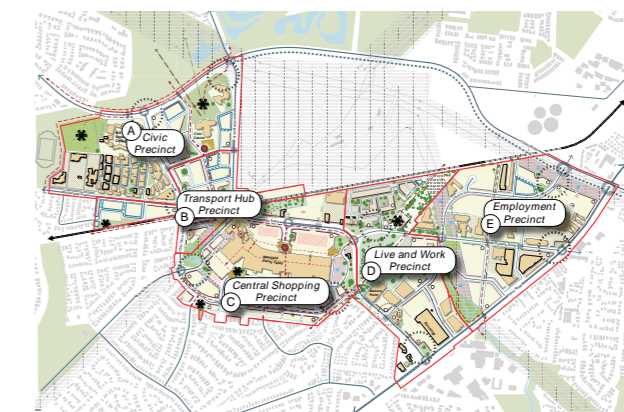 A
Civic
Precinct
Transport Hub
Precinct
B
Employment
Precinct
E
Live and Work
Precinct
D
Central Shopping
Precinct
C